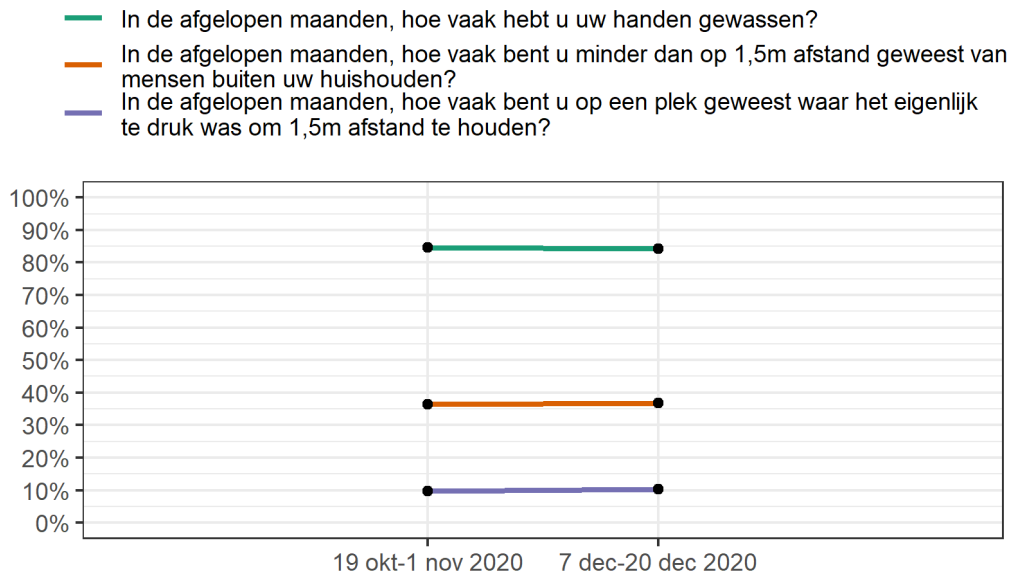 In de afgelopen maanden, hoe vaak hebt u uw handen gewassen?
In de afgelopen maanden, hoe vaak bent u minder dan op 1,5m afstand geweest van
mensen buiten uw huishouden?
In de afgelopen maanden, hoe vaak bent u op een plek geweest waar het eigenlijk
te druk was om 1,5m afstand te houden?
100%
90%
80%
70%
60%
50%
40%
30%
20%
10%
0%
19 okt-1 nov 2020 7 dec-20 dec 2020